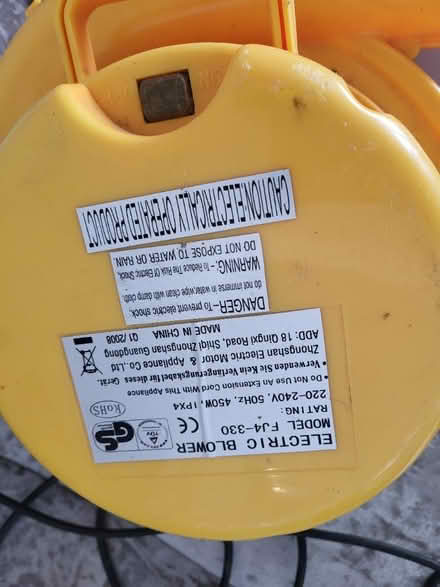 ELECTRIC BLOWER
MODEL FJ4-330
RATING:
220-240V, 50Hz, 450W, IPX4
• Do Not Use An Extension Cord With This Appliance
• Verwenden Sie kein Verlängerungskabel für dieses Gerät.
Zhongshan Electric Motor & Appliance Co.,Ltd.
ADD: 18 Qingxi Road, Shiqi Zhongshan Guangdong
MADE IN CHINA 01 / 2008
TÜV
GS
CE
RoHS
DANGER- To prevent electric shock,
do not immerse in water,wipe clean with damp cloth.
WARNING- To Reduce The Risk Of Electric Shock,
DO NOT EXPOSE TO WATER OR RAIN.
CAUTION!ELECTRICALLY OPERATED PRODUCT